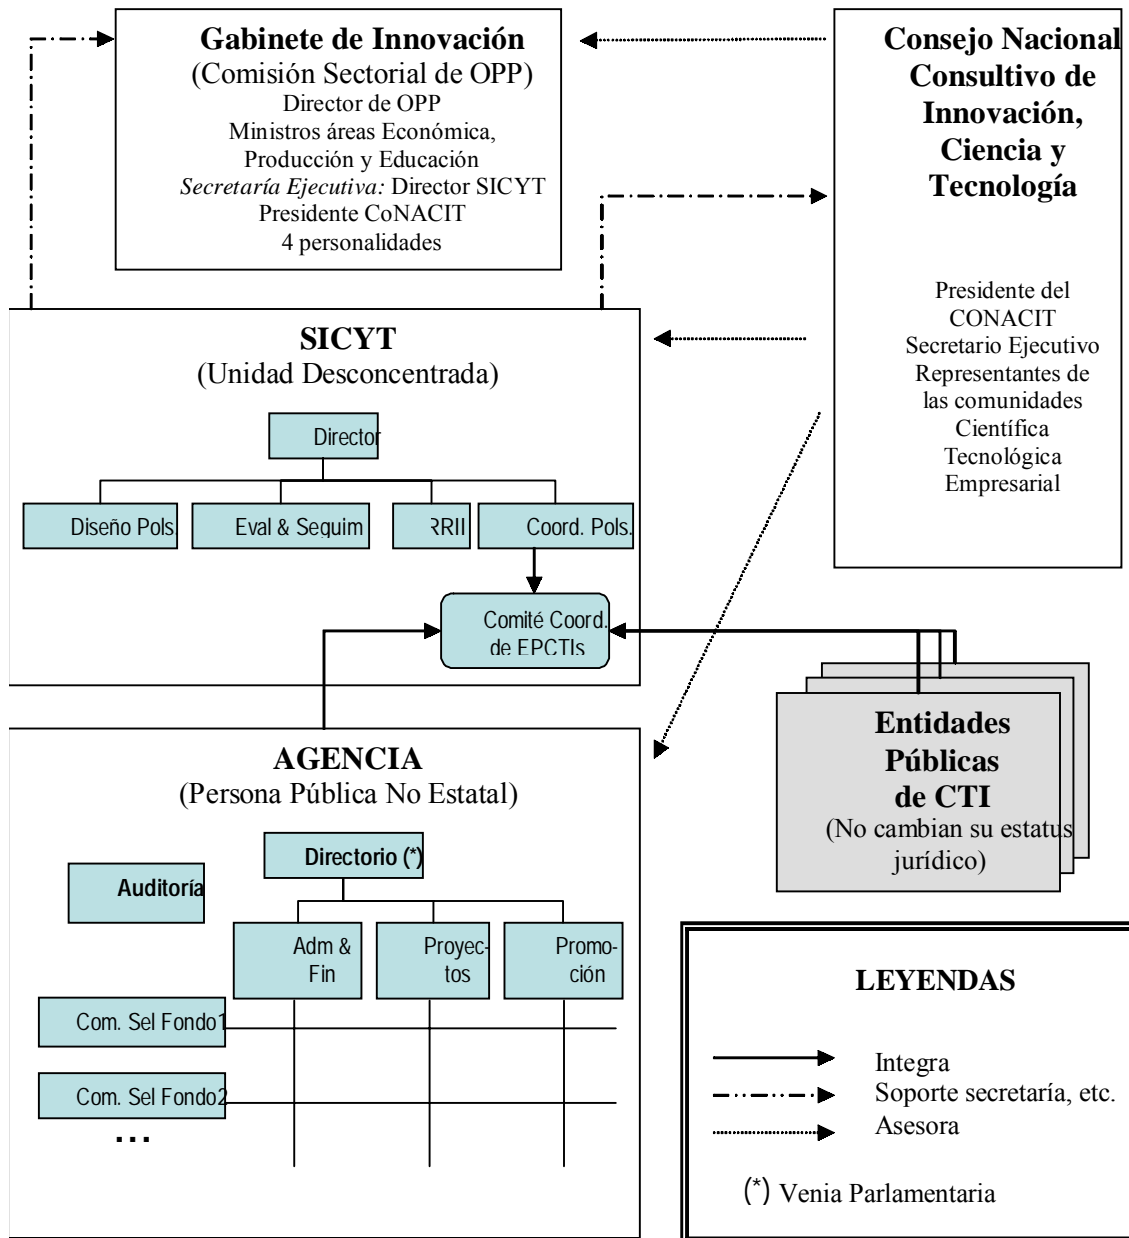 Gabinete de Innovación
(Comisión Sectorial de OPP)
Director de OPP
Ministros áreas Económica,
Producción y Educación
Secretaría Ejecutiva: Director SICYT
Presidente CoNACIT
4 personalidades
Consejo Nacional
Consultivo de
Innovación,
Ciencia y
Tecnología
Presidente del
CONACIT
Secretario Ejecutivo
Representantes de
las comunidades
Científica
Tecnológica
Empresarial
SICYT
(Unidad Desconcentrada)
Director
Diseño Pols.
Eval & Seguim
RRII
Coord. Pols.
Comité Coord.
de EPCTIs
AGENCIA
(Persona Pública No Estatal)
Directorio (*)
Auditoría
Adm &
Fin
Proyec-
tos
Promo-
ción
Com. Sel Fondo1
Com. Sel Fondo2
...
Entidades
Públicas
de CTI
(No cambian su estatus
jurídico)
LEYENDAS
Integra
Soporte secretaría, etc.
Asesora
(*) Venia Parlamentaria